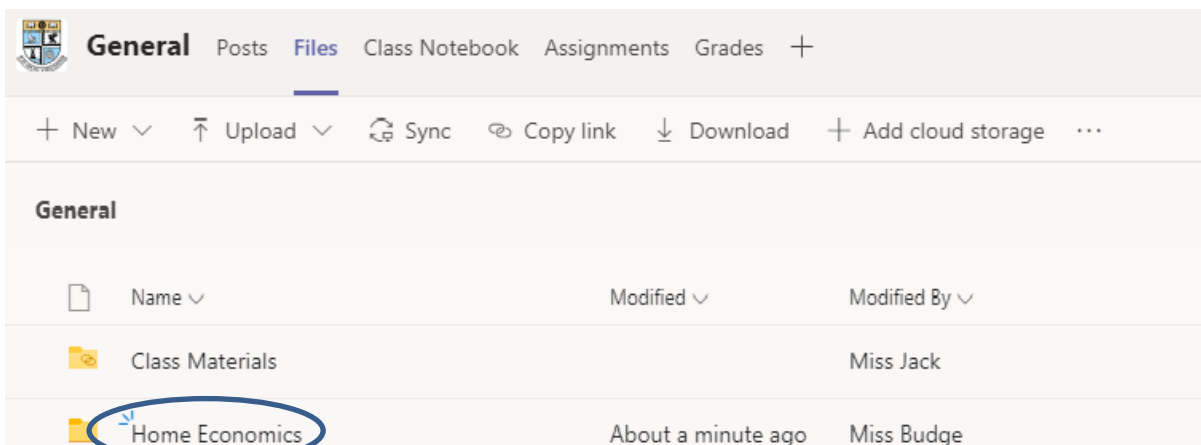 General Posts Files Class Notebook Assignments Grades +
+ New Upload Sync Copy link Download + Add cloud storage ...
General
Name Modified Modified By
Class Materials Miss Jack
Home Economics About a minute ago Miss Budge